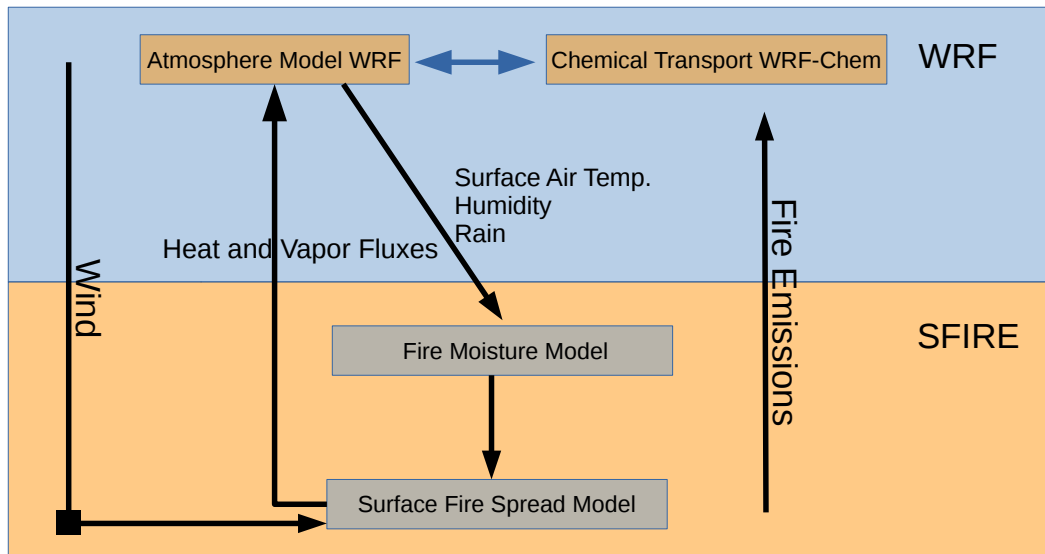 WRF
Atmosphere Model WRF
Chemical Transport WRF-Chem
Surface Air Temp.
Humidity
Rain
Heat and Vapor Fluxes
Wind
Fire Emissions
SFIRE
Fire Moisture Model
Surface Fire Spread Model